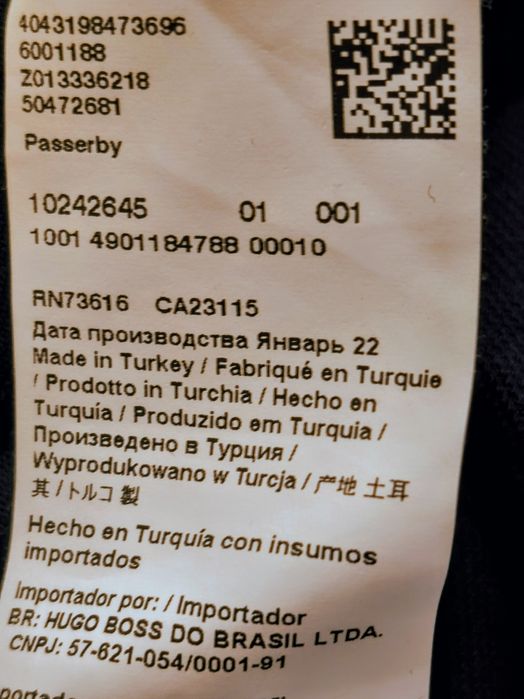 4043198473696
6001188
Z013336218
50472681
Passerby
10242645 01 001
1001 4901184788 00010
RN73616 CA23115
Дата производства Январь 22
Made in Turkey / Fabriqué en Turquie
/ Prodotto in Turchia / Hecho en
Turquía / Produzido em Turquia /
Произведено в Турция /
Wyprodukowano w Turcja / 产地 土耳
其 / トルコ 製
Hecho en Turquía con insumos
importados
Importador por: / Importador
BR: HUGO BOSS DO BRASIL LTDA.
CNPJ: 57-621-054/0001-91